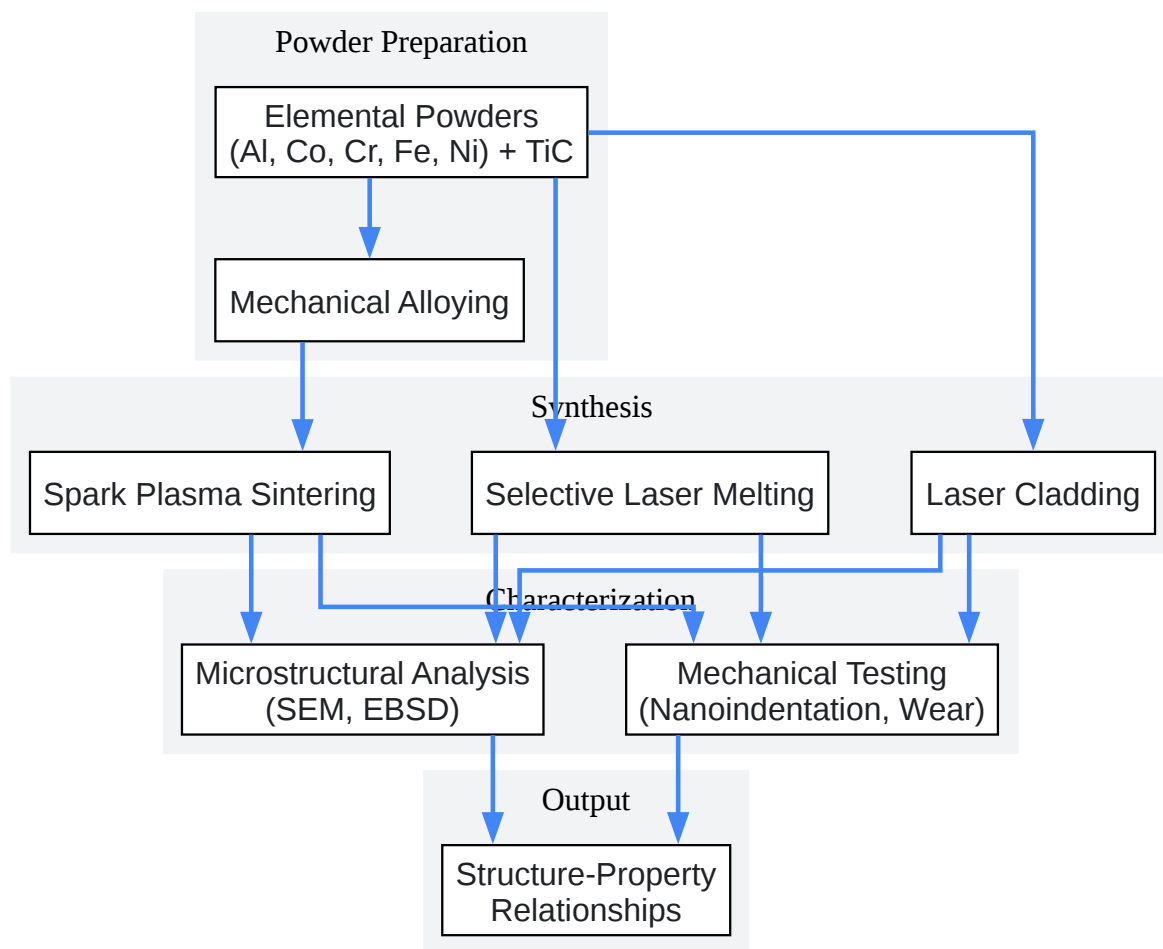 Powder Preparation
Elemental Powders
(Al, Co, Cr, Fe, Ni) + TiC
Mechanical Alloying
Synthesis
Spark Plasma Sintering
Selective Laser Melting
Laser Cladding
Characterization
Microstructural Analysis
(SEM, EBSD)
Mechanical Testing
(Nanoindentation, Wear)
Output
Structure-Property
Relationships